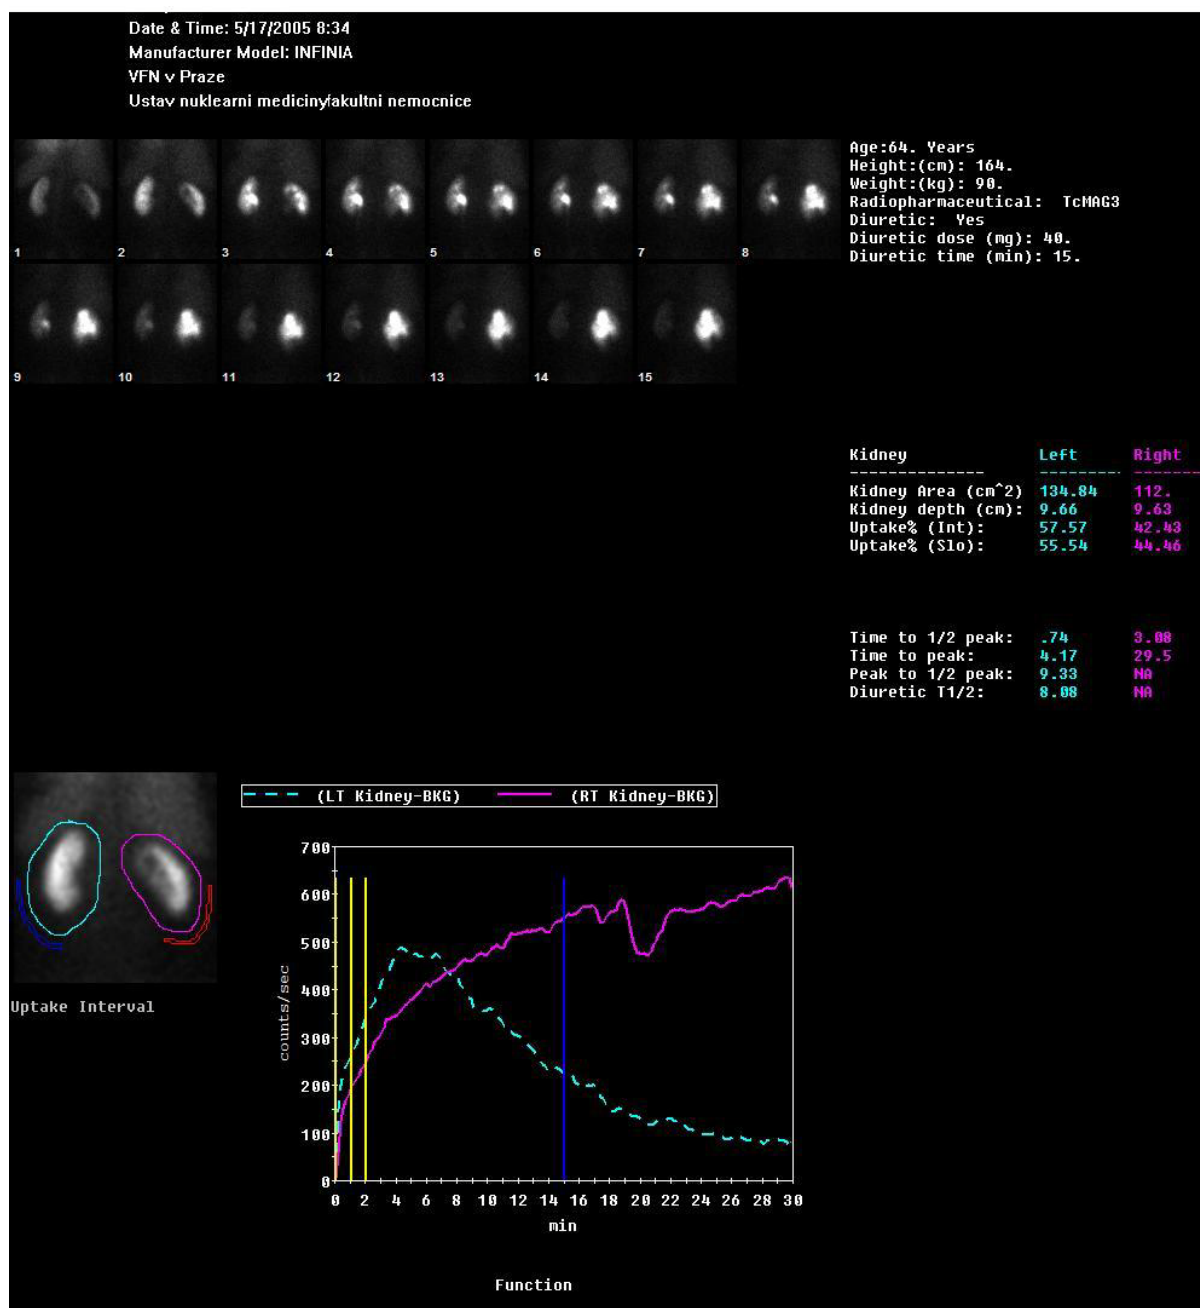 Date & Time: 5/17/2005 8:34
Manufacturer Model: INFINIA
VFN v Praze
Ustav nuklearni medicinyfakultni nemocnice
1 2 3 4 5 6 7 8
9 10 11 12 13 14 15
Age:64. Years
Height:(cm): 164.
Weight:(kg): 90.
Radiopharmaceutical: TcMAG3
Diuretic: Yes
Diuretic dose (mg): 40.
Diuretic time (min): 15.
Kidney Left Right
Kidney Area (cm^2) 134.84 112.
Kidney depth (cm): 9.66 9.63
Uptake% (Int): 57.57 42.43
Uptake% (Slo): 55.54 44.46
Time to 1/2 peak: .74 3.08
Time to peak: 4.17 29.5
Peak to 1/2 peak: 9.33 NA
Diuretic T1/2: 8.08 NA
Uptake Interval
(LT Kidney-BKG) (RT Kidney-BKG)
700
600
500
400
300
200
100
0
counts/sec
0 2 4 6 8 10 12 14 16 18 20 22 24 26 28 30
min
Function